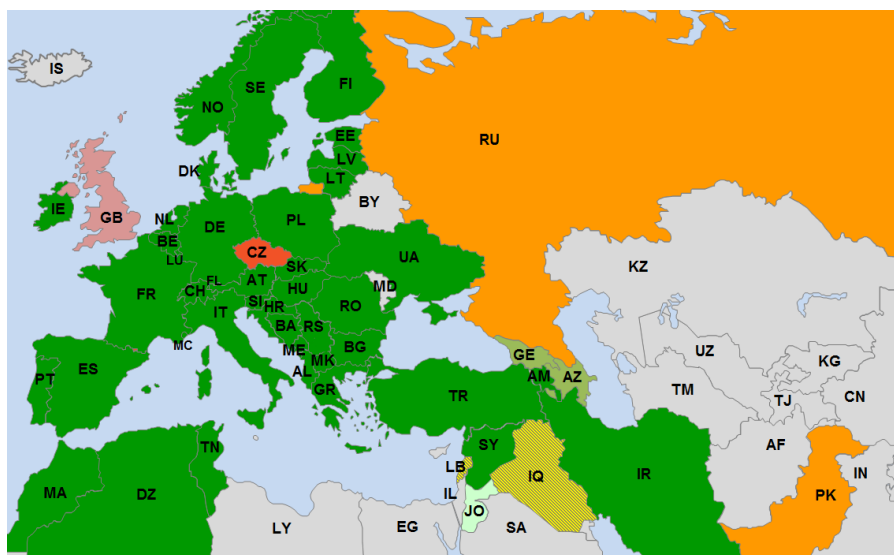 IS
NO
SE
FI
RU
EE
LV
LT
DK
IE
GB
NL
BE
LU
DE
PL
BY
CZ
SK
UA
KZ
FR
CH
FL
AT
HU
MD
SI
HR
RO
IT
BA
RS
MC
ME
MK
BG
AL
GR
PT
ES
TR
GE
AM
AZ
UZ
KG
TM
TJ
CN
AF
TN
SY
LB
IQ
IR
IL
JO
MA
DZ
LY
EG
SA
PK
IN